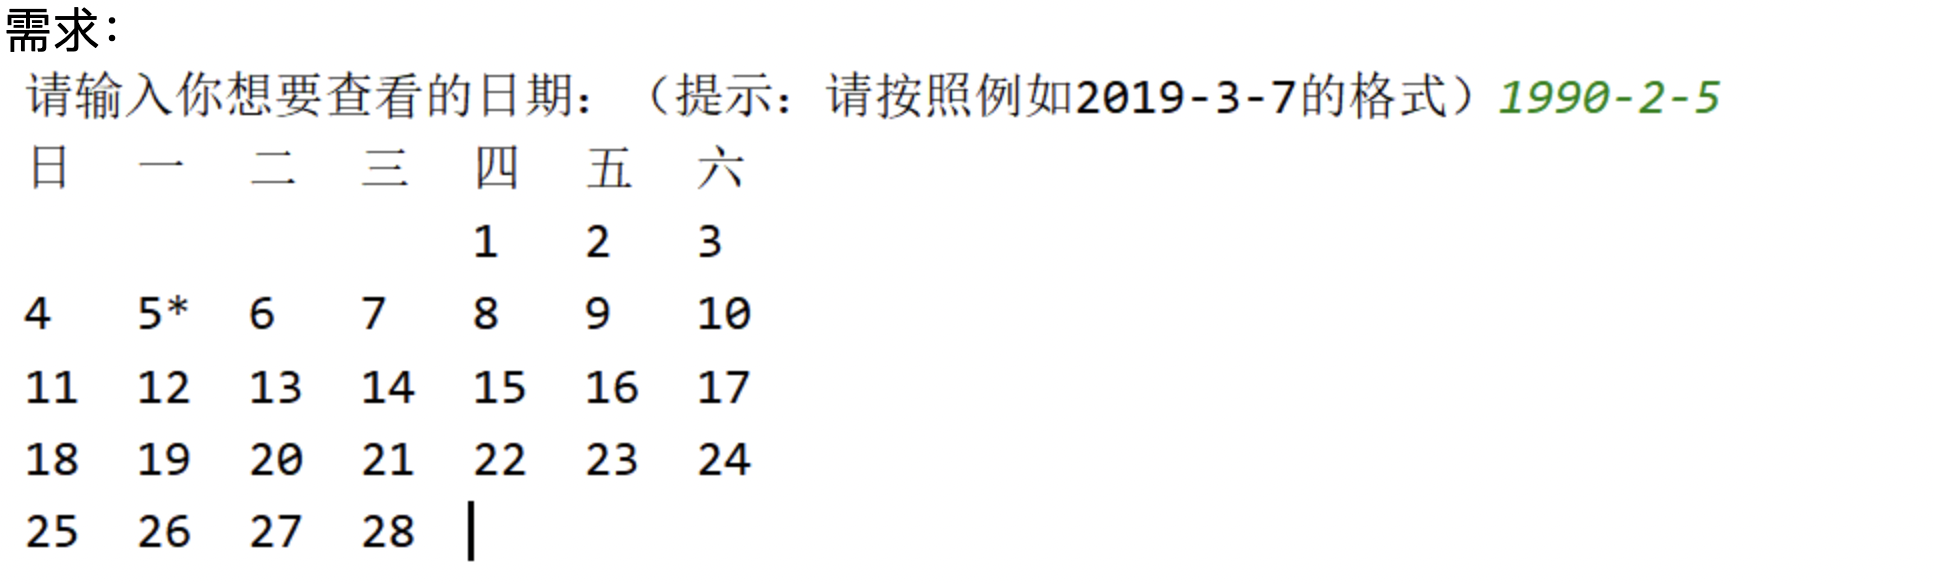 需求：
请输入你想要查看的日期：（提示：请按照例如2019-3-7的格式）1990-2-5
日 一 二 三 四 五 六
1 2 3
4 5* 6 7 8 9 10
11 12 13 14 15 16 17
18 19 20 21 22 23 24
25 26 27 28